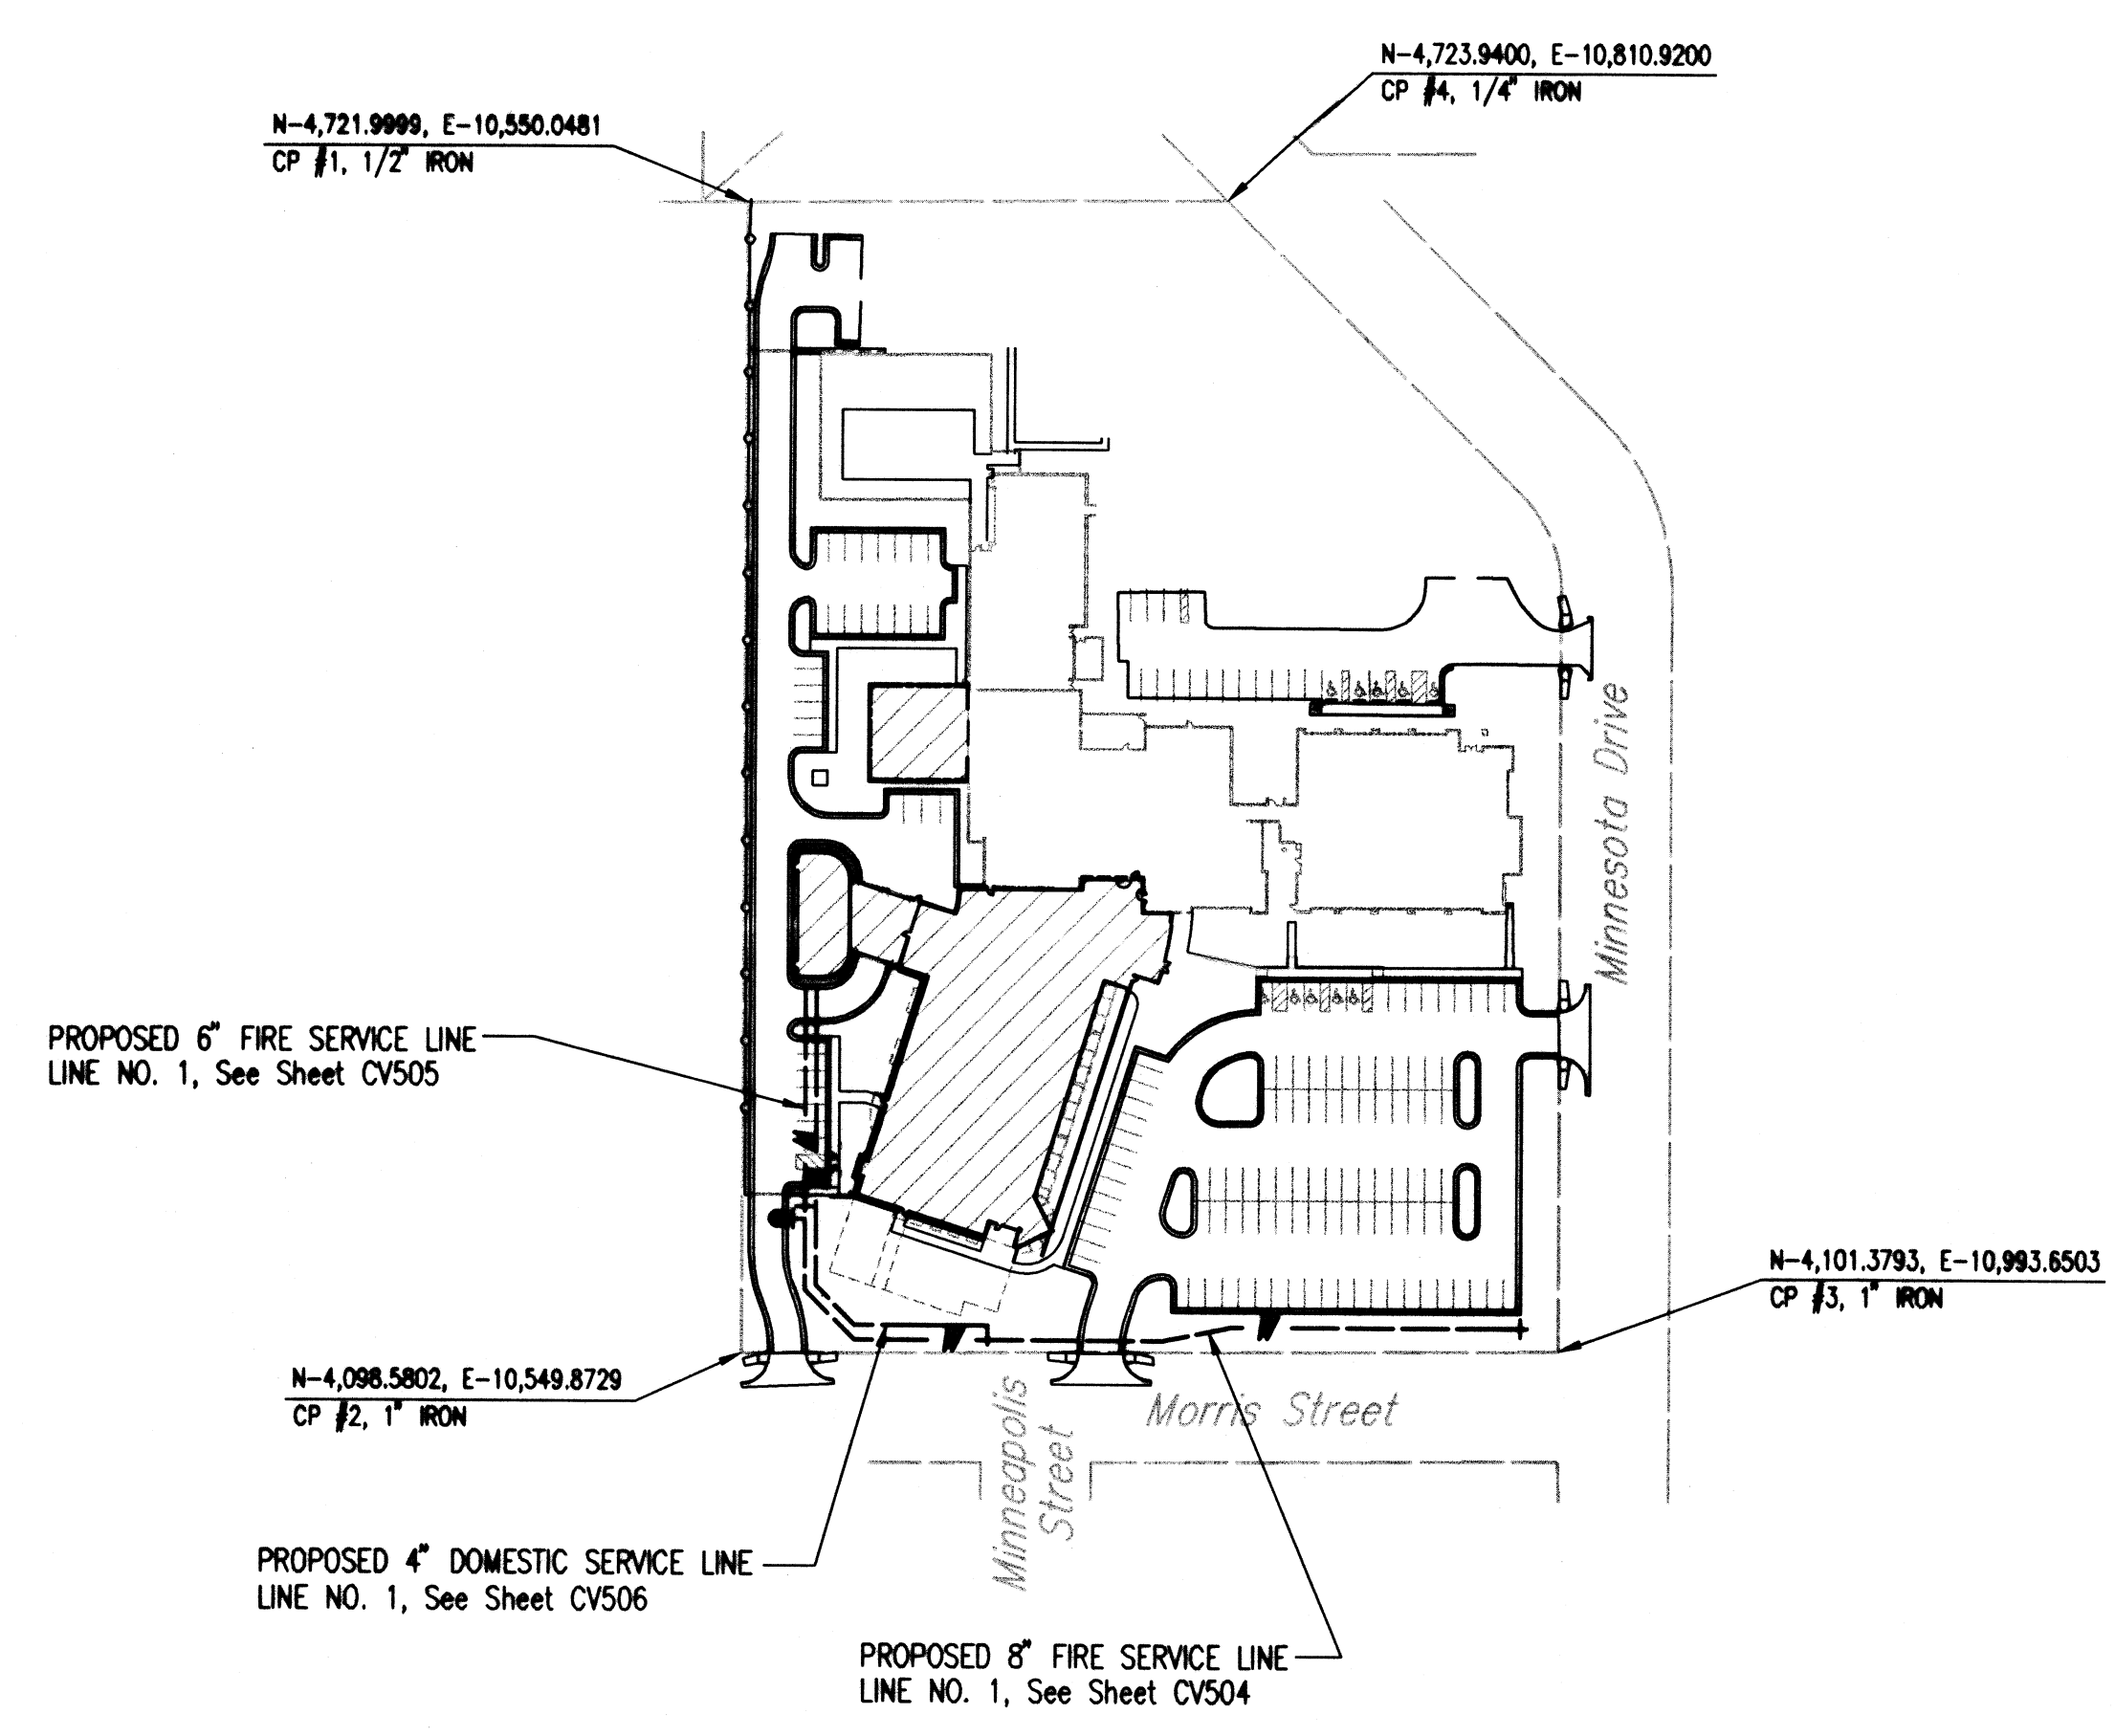 N-4,723.9400, E-10,810.9200
CP #4, 1/4" IRON
N-4,721.9999, E-10,550.0481
CP #1, 1/2" IRON
Minnesota Drive
PROPOSED 6" FIRE SERVICE LINE
LINE NO. 1, See Sheet CV505
N-4,101.3793, E-10,993.6503
CP #3, 1" IRON
N-4,098.5802, E-10,549.8729
CP #2, 1" IRON
Morris Street
Minneapolis
Street
PROPOSED 4" DOMESTIC SERVICE LINE
LINE NO. 1, See Sheet CV506
PROPOSED 8" FIRE SERVICE LINE
LINE NO. 1, See Sheet CV504